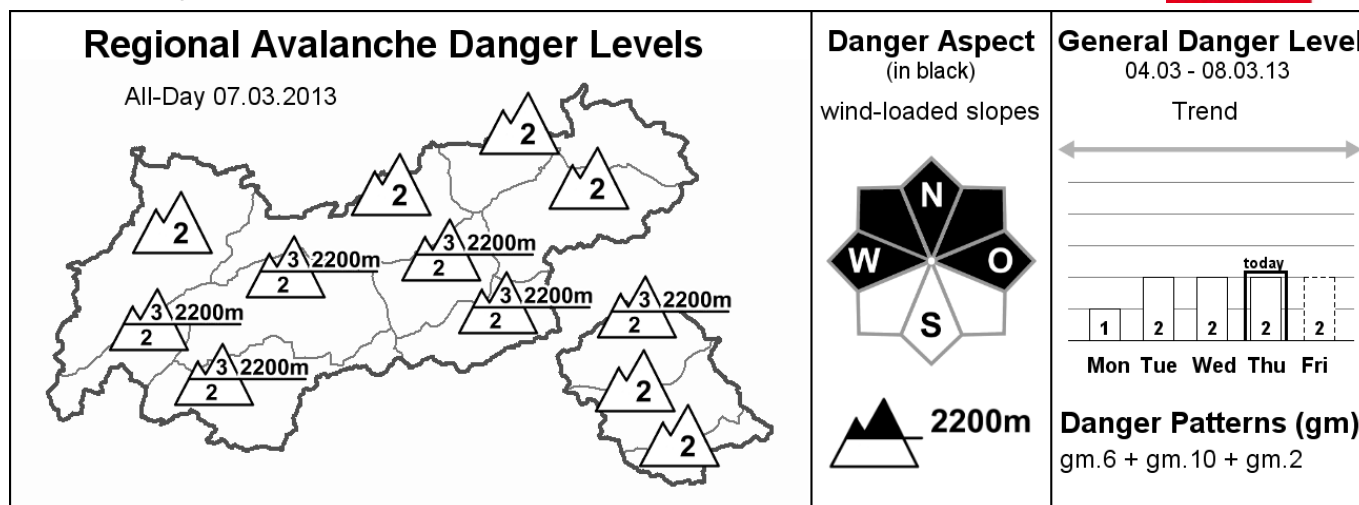 Regional Avalanche Danger Levels
All-Day 07.03.2013
2
2
2
2
3 2200m
2
3 2200m
2
3 2200m
2
3 2200m
2
3 2200m
2
3 2200m
2
2
2
Danger Aspect
(in black)
wind-loaded slopes
N
W O
S
2200m
General Danger Level
04.03 - 08.03.13
Trend
today
1 2 2 2 2
Mon Tue Wed Thu Fri
Danger Patterns (gm)
gm.6 + gm.10 + gm.2